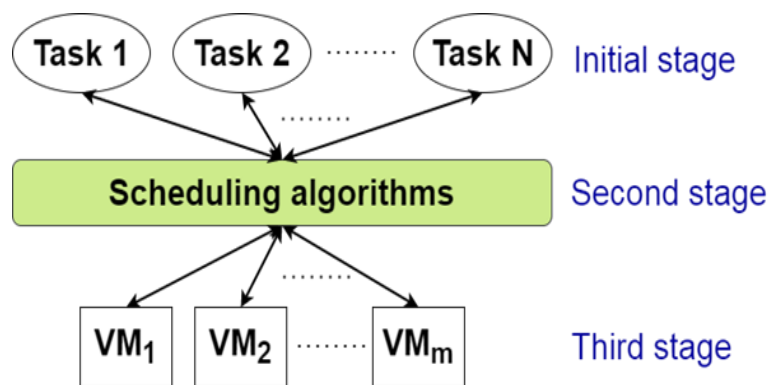 Task 1 Task 2 ........ Task N Initial stage
........
Scheduling algorithms Second stage
........
VM₁ VM₂ ........ VMₘ Third stage